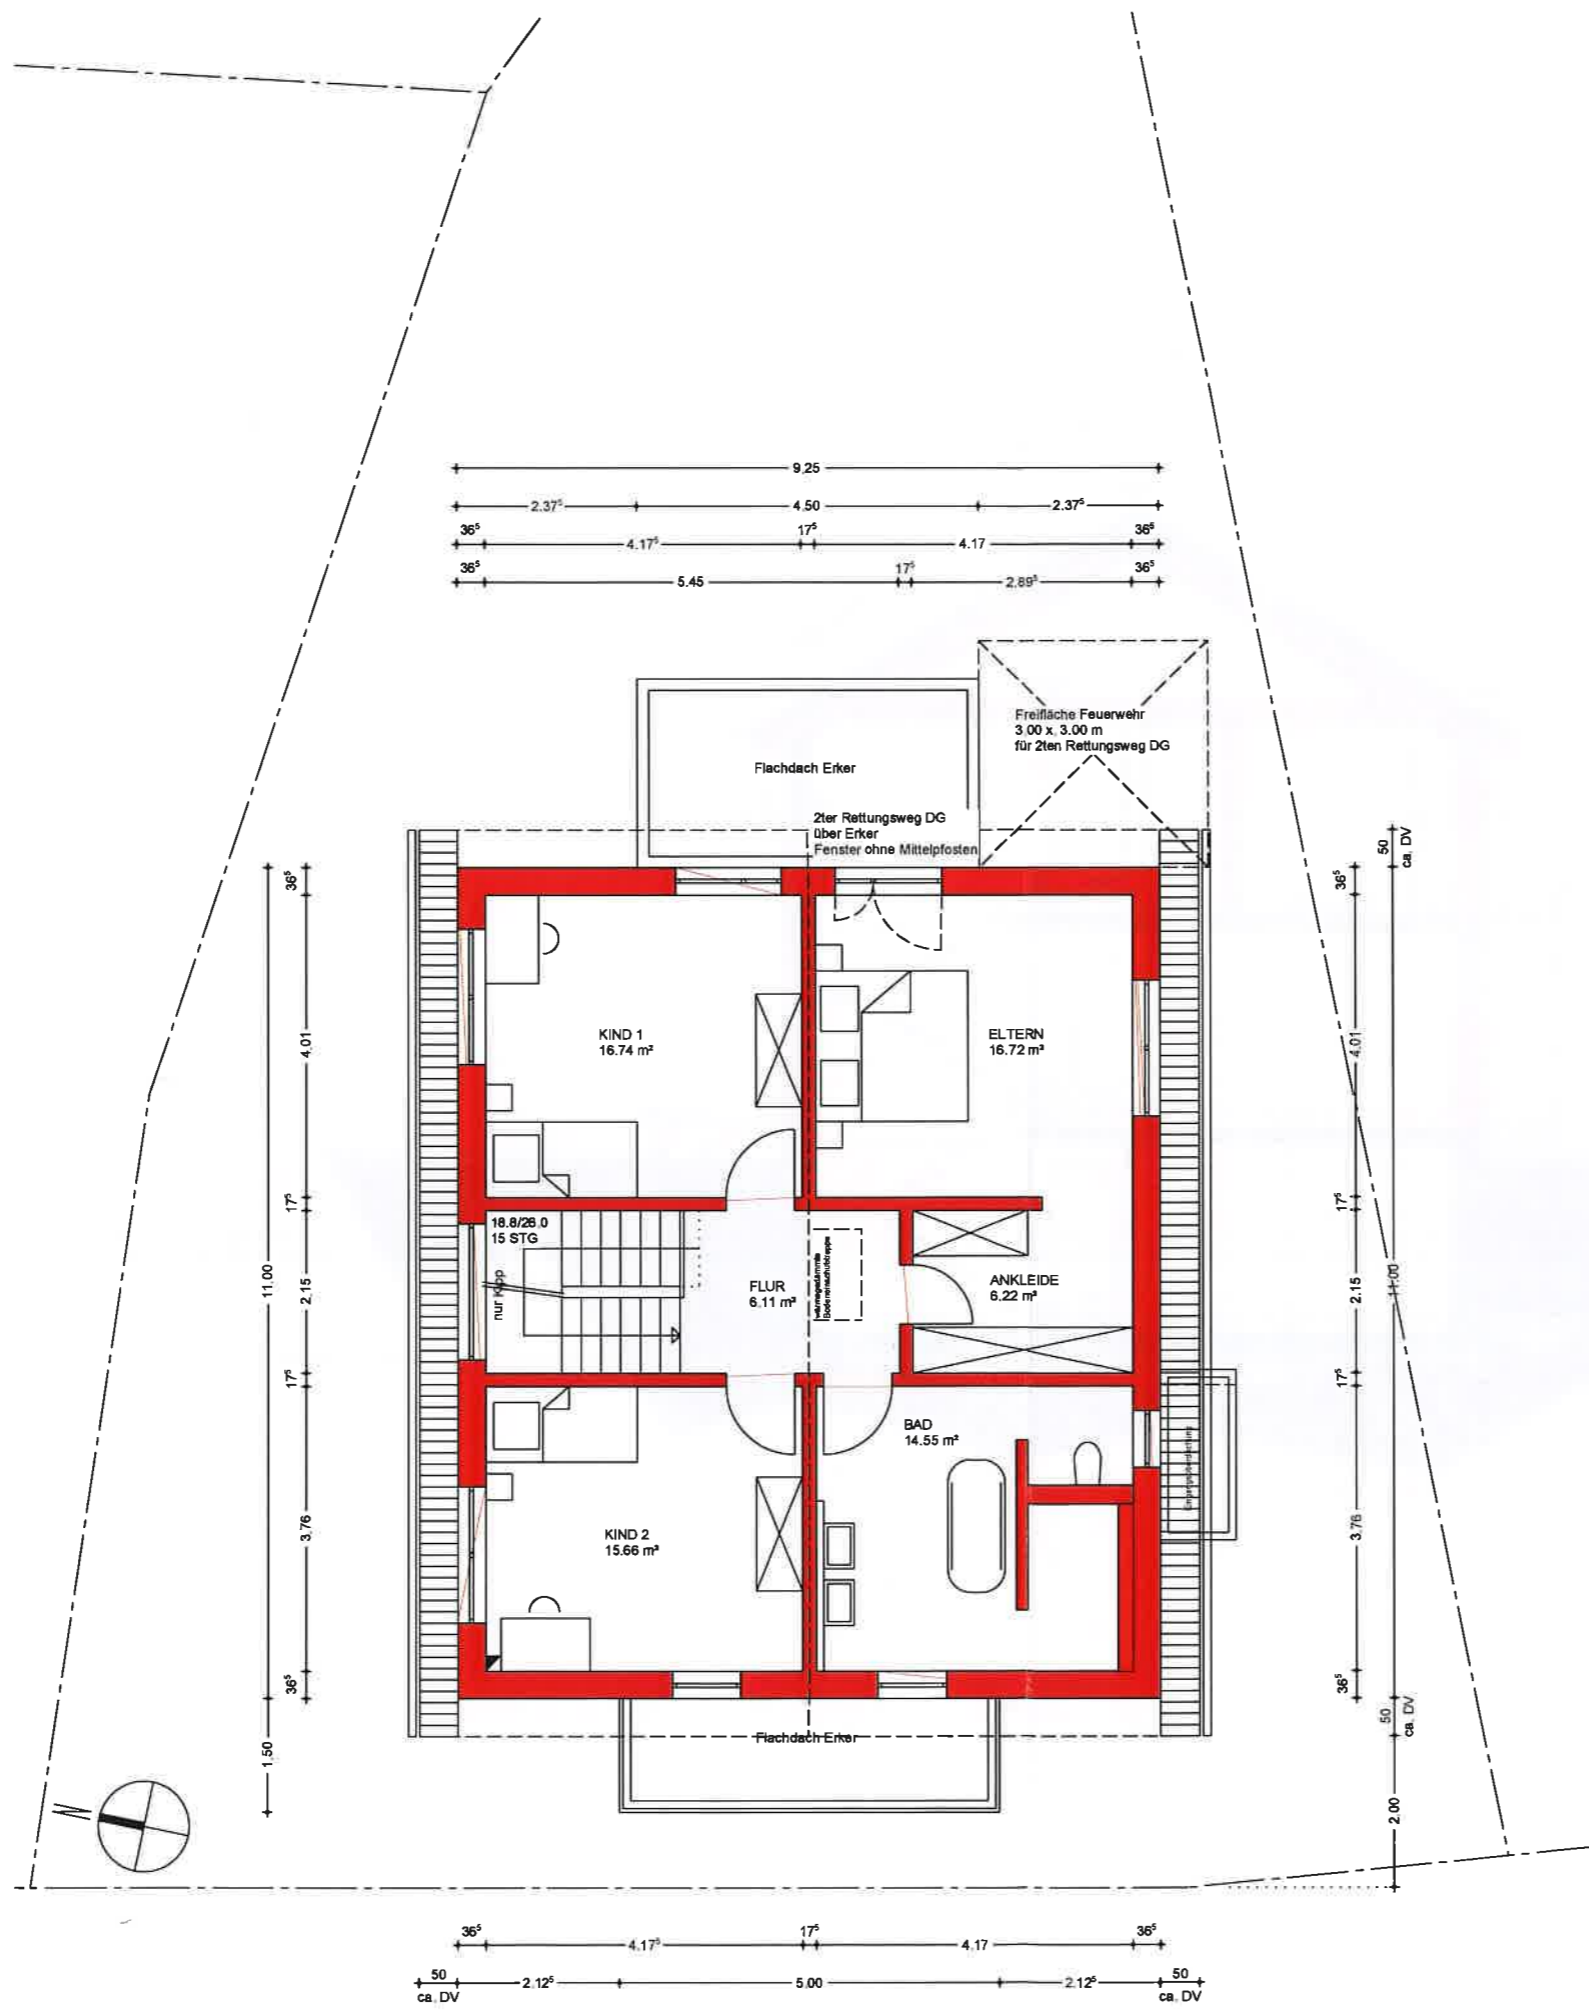 9,25
2.37⁵ 4.50 2.37⁵
36⁵ 4.17⁵ 17⁵ 4.17 36⁵
36⁵ 5.45 17⁵ 2.89⁵ 36⁵
Freifläche Feuerwehr
3,00 x 3.00 m
für 2ten Rettungsweg DG
Flachdach Erker
2ter Rettungsweg DG
über Erker
Fenster ohne Mittelpfosten
50
ca. DV
36⁵
36⁵
KIND 1
16.74 m²
ELTERN
16.72 m²
4,01
4,01
17⁵
17⁵
18.8/26,0
15 STG
nur Kipp
FLUR
6,11 m²
wärmegedämmte
Bodeneinschubtreppe
ANKLEIDE
6.22 m²
11,00
2,15
2.15
11.00
17⁵
17⁵
BAD
14.55 m²
KIND 2
15.66 m²
3,76
3.76
36⁵
36⁵
50
ca. DV
Flachdach Erker
1,50
2.00
N
36⁵ 4.17⁵ 17⁵ 4.17 36⁵
50 2.12⁵ 5.00 2.12⁵ 50
ca. DV ca. DV